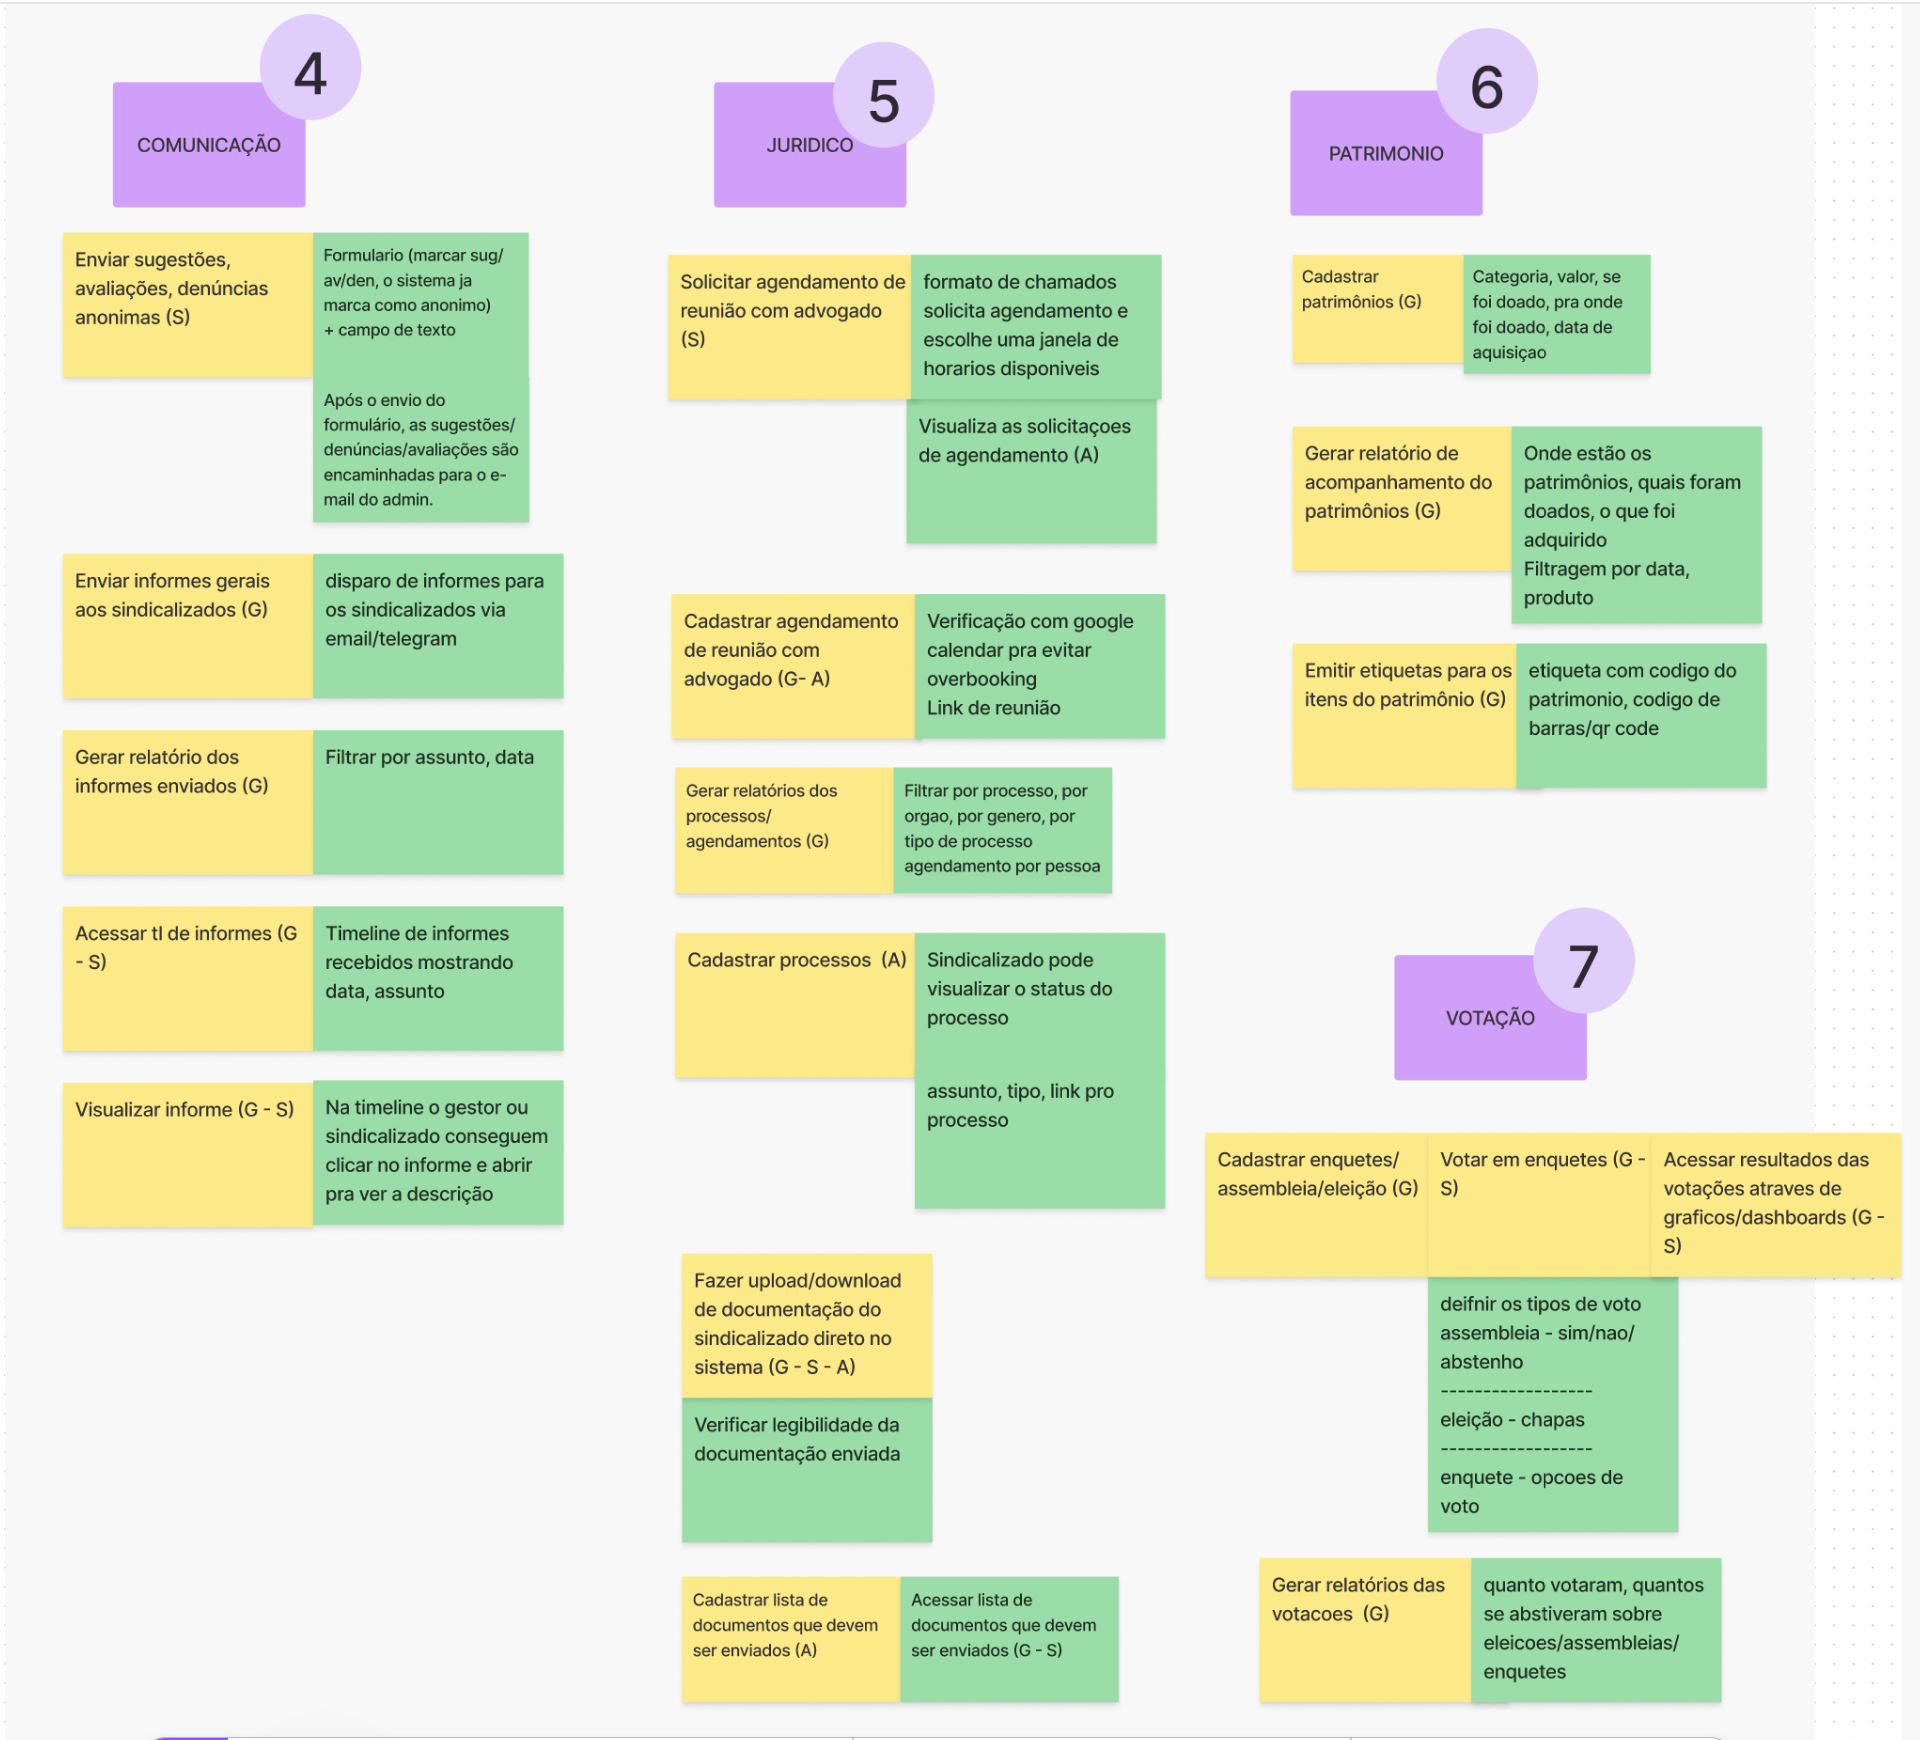 4
COMUNICAÇÃO
Enviar sugestões,
avaliações, denúncias
anonimas (S)
Formulario (marcar sug/
av/den, o sistema ja
marca como anonimo)
+ campo de texto
Após o envio do
formulário, as sugestões/
denúncias/avaliações são
encaminhadas para o e-
mail do admin.
Enviar informes gerais
aos sindicalizados (G)
disparo de informes para
os sindicalizados via
email/telegram
Gerar relatório dos
informes enviados (G)
Filtrar por assunto, data
Acessar tl de informes (G
- S)
Timeline de informes
recebidos mostrando
data, assunto
Visualizar informe (G - S)
Na timeline o gestor ou
sindicalizado conseguem
clicar no informe e abrir
pra ver a descrição
5
JURIDICO
Solicitar agendamento de
reunião com advogado
(S)
formato de chamados
solicita agendamento e
escolhe uma janela de
horarios disponiveis
Visualiza as solicitaçoes
de agendamento (A)
Cadastrar agendamento
de reunião com
advogado (G- A)
Verificação com google
calendar pra evitar
overbooking
Link de reunião
Gerar relatórios dos
processos/
agendamentos (G)
Filtrar por processo, por
orgao, por genero, por
tipo de processo
agendamento por pessoa
Cadastrar processos  (A)
Sindicalizado pode
visualizar o status do
processo
assunto, tipo, link pro
processo
Fazer upload/download
de documentação do
sindicalizado direto no
sistema (G - S - A)
Verificar legibilidade da
documentação enviada
Cadastrar lista de
documentos que devem
ser enviados (A)
Acessar lista de
documentos que devem
ser enviados (G - S)
6
PATRIMONIO
Cadastrar
patrimônios (G)
Categoria, valor, se
foi doado, pra onde
foi doado, data de
aquisiçao
Gerar relatório de
acompanhamento do
patrimônios (G)
Onde estão os
patrimônios, quais foram
doados, o que foi
adquirido
Filtragem por data,
produto
Emitir etiquetas para os
itens do patrimônio (G)
etiqueta com codigo do
patrimonio, codigo de
barras/qr code
7
VOTAÇÃO
Cadastrar enquetes/
assembleia/eleição (G)
Votar em enquetes (G -
S)
Acessar resultados das
votações atraves de
graficos/dashboards (G -
S)
deifnir os tipos de voto
assembleia - sim/nao/
abstenho
------------------
eleição - chapas
------------------
enquete - opcoes de
voto
Gerar relatórios das
votacoes  (G)
quanto votaram, quantos
se abstiveram sobre
eleicoes/assembleias/
enquetes